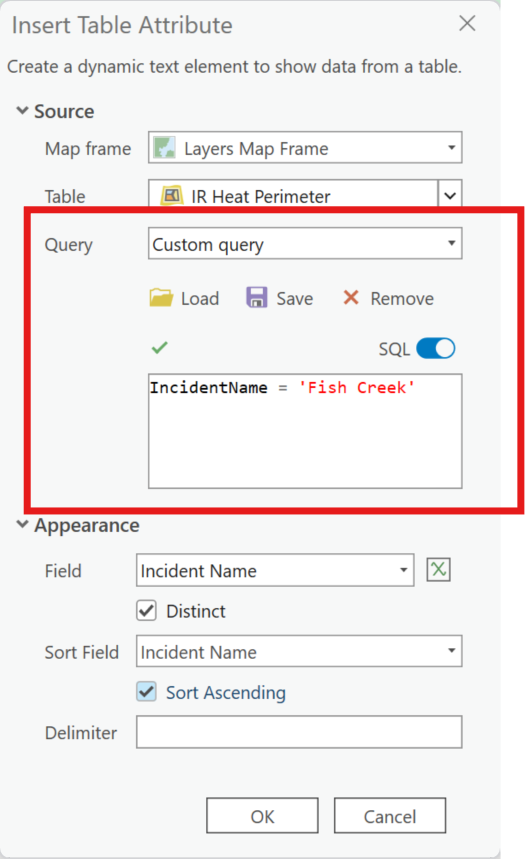 Insert Table Attribute
Create a dynamic text element to show data from a table.
Source
Map frame Layers Map Frame
Table IR Heat Perimeter
Query Custom query
Load Save Remove
SQL
IncidentName = 'Fish Creek'
Appearance
Field Incident Name
Distinct
Sort Field Incident Name
Sort Ascending
Delimiter
OK Cancel